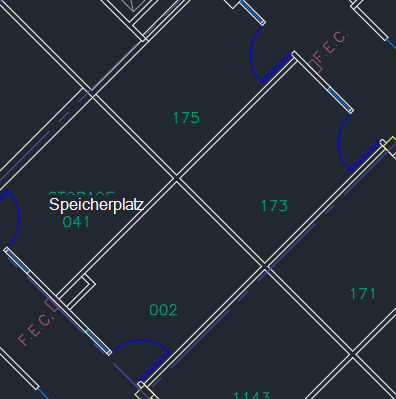 F.E.C.
175
STORAGE
Speicherplatz
041
173
171
002
F.E.C.
1143